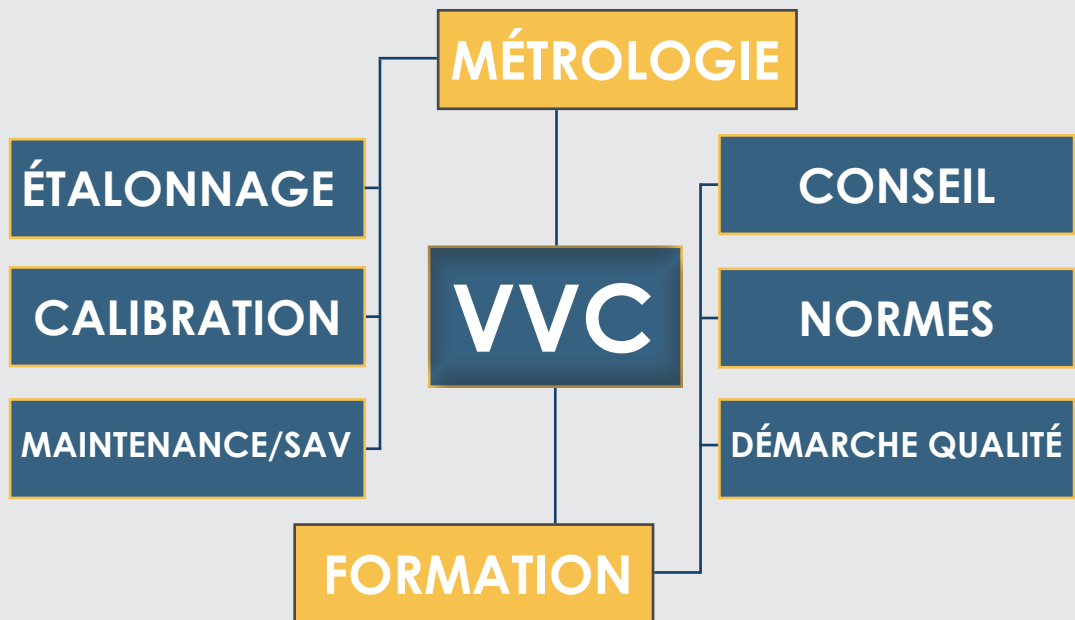 MÉTROLOGIE
ÉTALONNAGE
CALIBRATION
MAINTENANCE/SAV
VVC
CONSEIL
NORMES
DÉMARCHE QUALITÉ
FORMATION